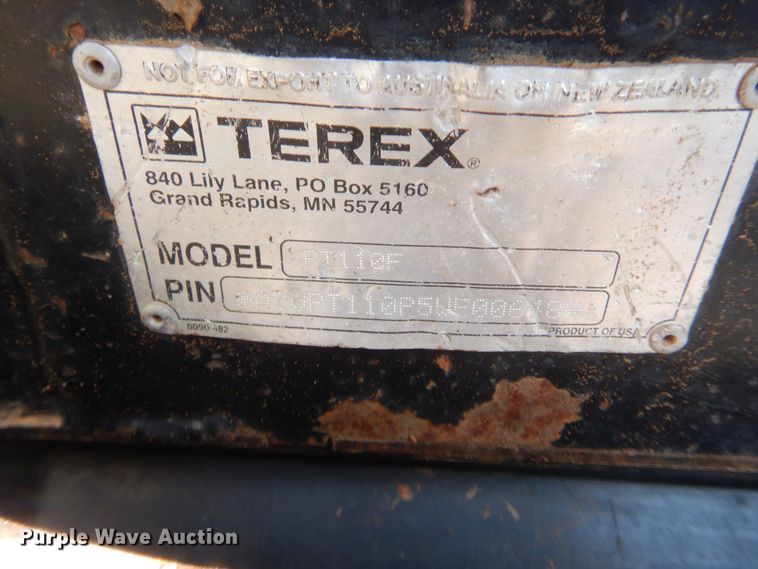 NOT FOR EXPORT TO AUSTRALIA OR NEW ZEALAND
TEREX®
840 Lily Lane, PO Box 5160
Grand Rapids, MN 55744
MODEL PT110F
PIN
PRODUCT OF USA
Purple Wave Auction